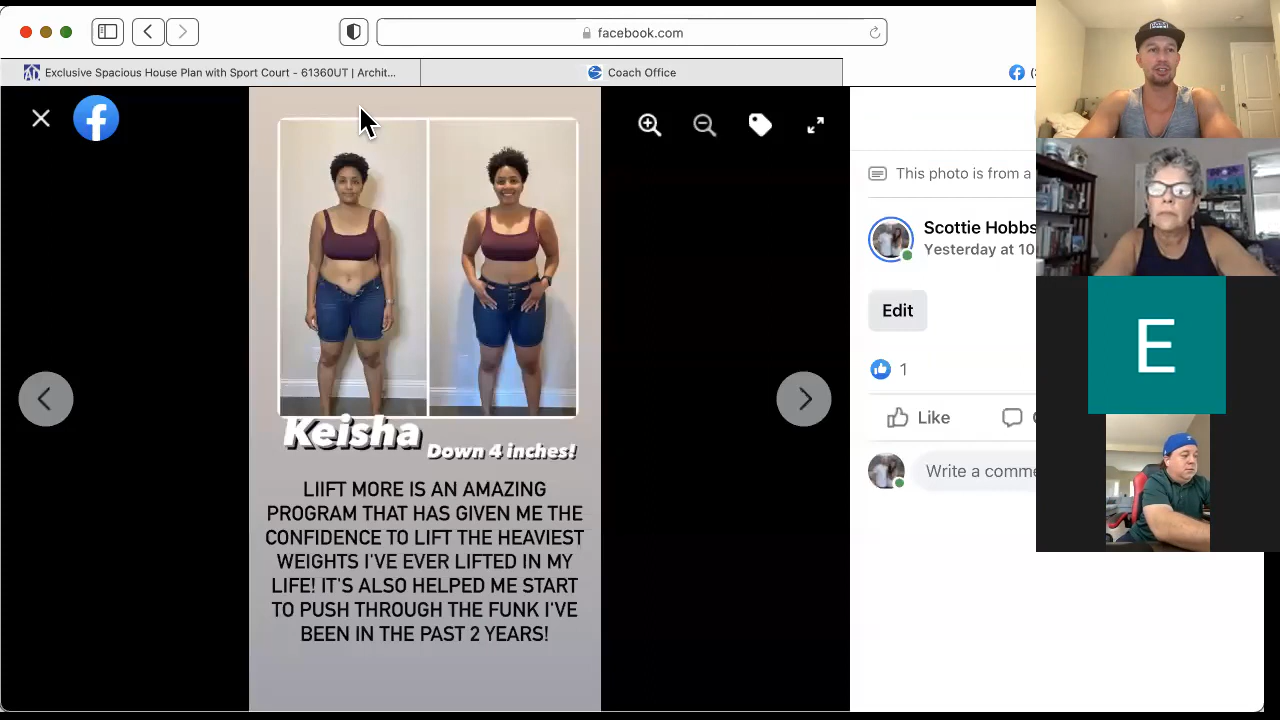 facebook.com
Exclusive Spacious House Plan with Sport Court - 61360UT | Archit...
Coach Office
This photo is from a
Scottie Hobbs
Yesterday at 10
Edit
1
Like
Write a comme
Keisha
Down 4 inches!
LIIFT MORE IS AN AMAZING
PROGRAM THAT HAS GIVEN ME THE
CONFIDENCE TO LIFT THE HEAVIEST
WEIGHTS I'VE EVER LIFTED IN MY
LIFE! IT'S ALSO HELPED ME START
TO PUSH THROUGH THE FUNK I'VE
BEEN IN THE PAST 2 YEARS!
E